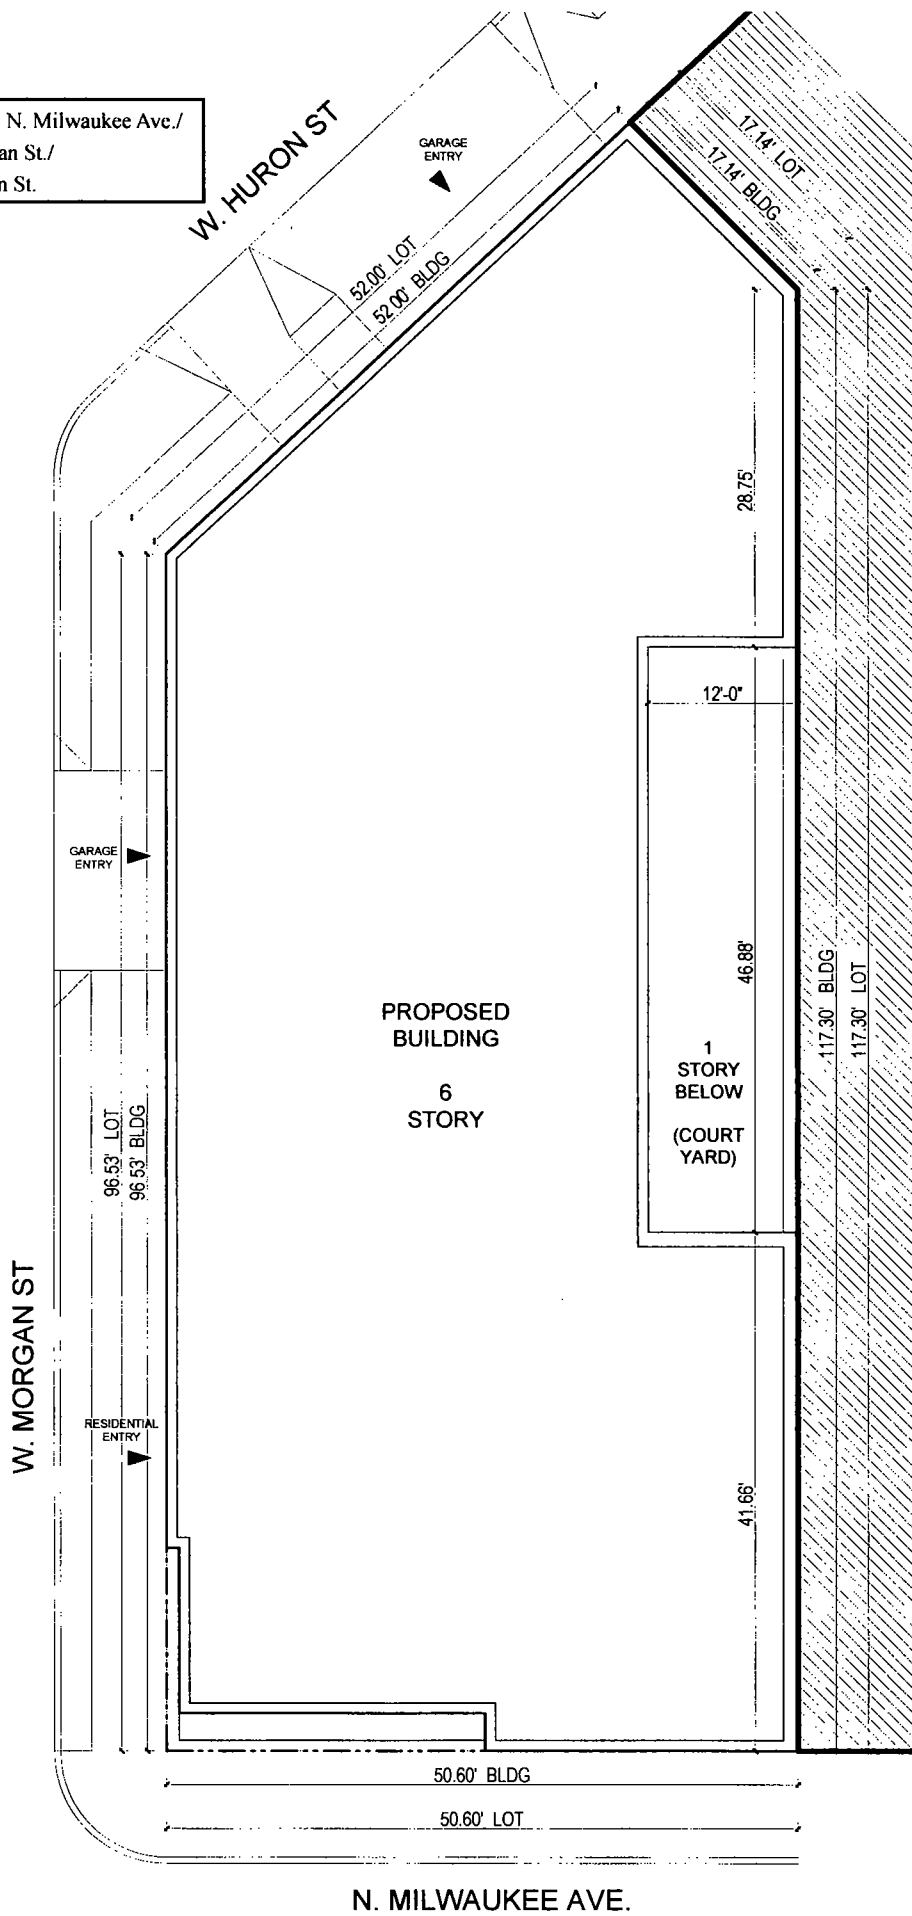 N. Milwaukee Ave./
an St./
n St.
W. HURON ST
GARAGE
ENTRY
17.14' LOT
17.14' BLDG
52.00' LOT
52.00' BLDG
28.75'
12'-0"
GARAGE
ENTRY
46.88'
117.30' BLDG
117.30' LOT
PROPOSED
BUILDING
6
STORY
1
STORY
BELOW
(COURT
YARD)
96.53' LOT
96.53' BLDG
W. MORGAN ST
RESIDENTIAL
ENTRY
41.66'
50.60' BLDG
50.60' LOT
N. MILWAUKEE AVE.